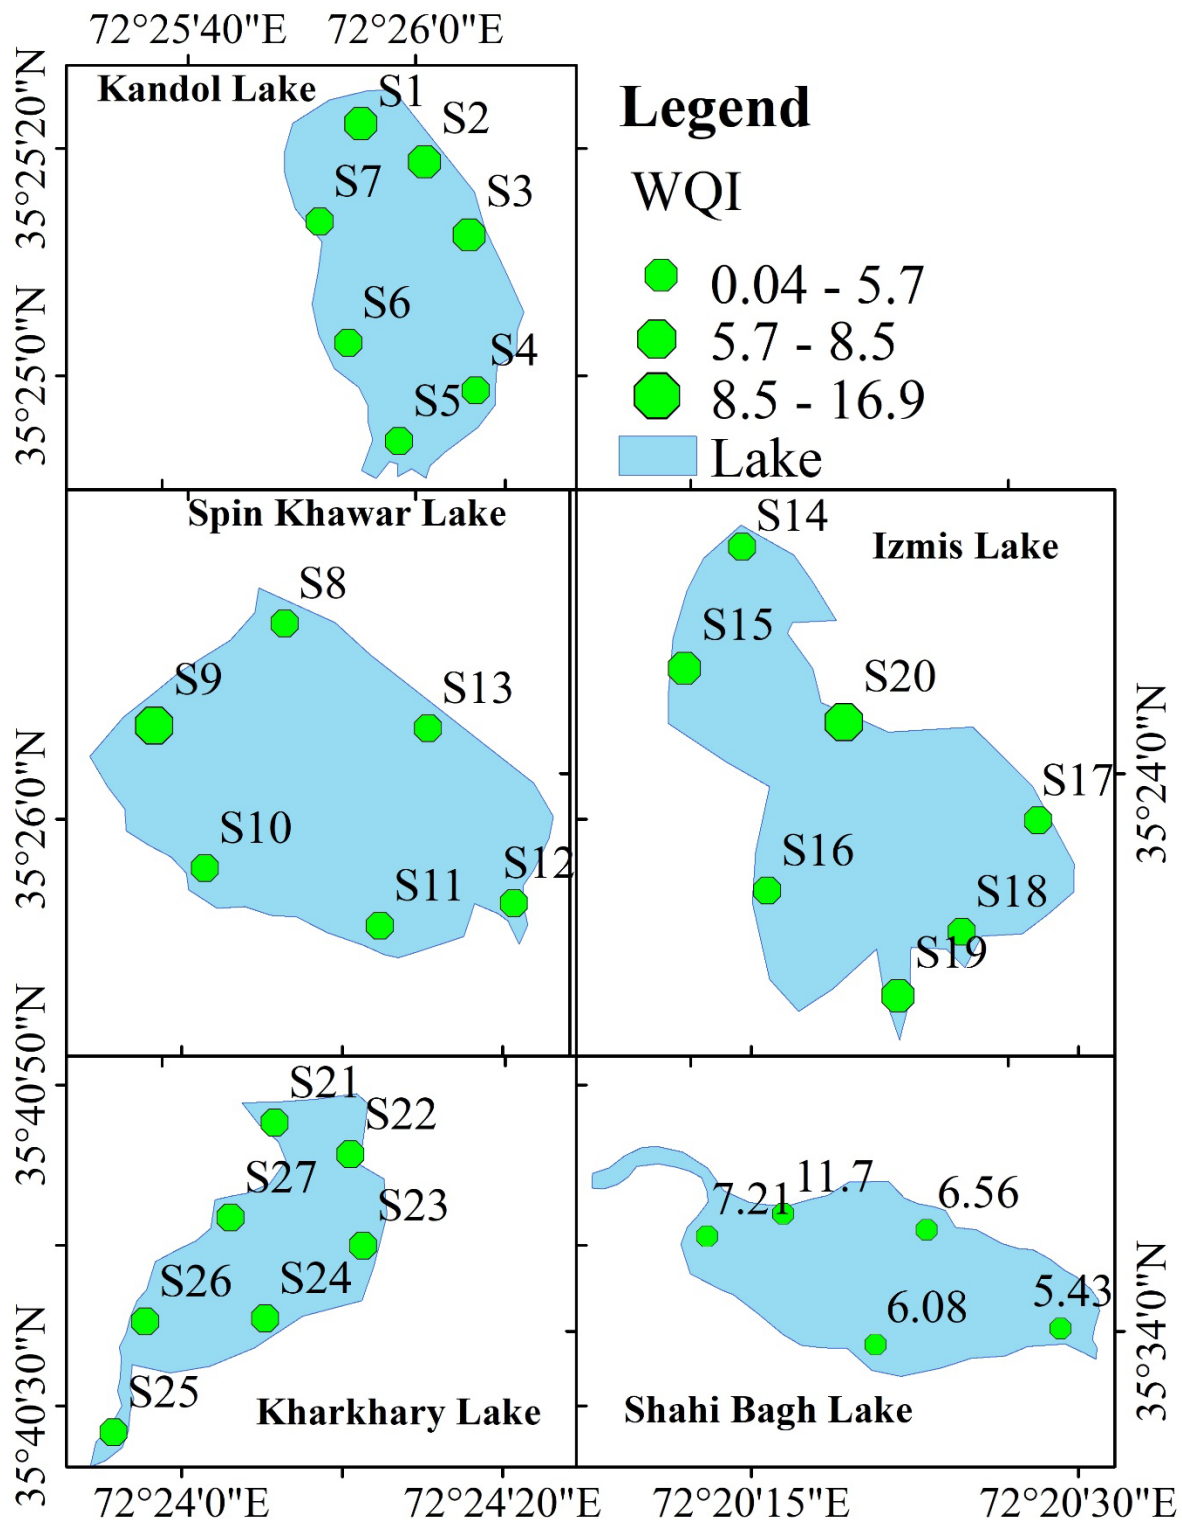 72°25'40"E 72°26'0"E
Kandol Lake
S1
S2
S7
S3
S6
S4
S5
35°25'20"N
35°25'0"N
Legend
WQI
0.04 - 5.7
5.7 - 8.5
8.5 - 16.9
Lake
Spin Khawar Lake
S8
S9
S13
S10
S11
S12
35°26'0"N
Izmis Lake
S14
S15
S20
S17
S16
S18
S19
35°24'0"N
S21
S22
S27
S23
S26
S24
S25
Kharkhary Lake
35°40'50"N
35°40'30"N
11.7
7.21
6.56
6.08
5.43
Shahi Bagh Lake
35°34'0"N
72°24'0"E 72°24'20"E 72°20'15"E 72°20'30"E